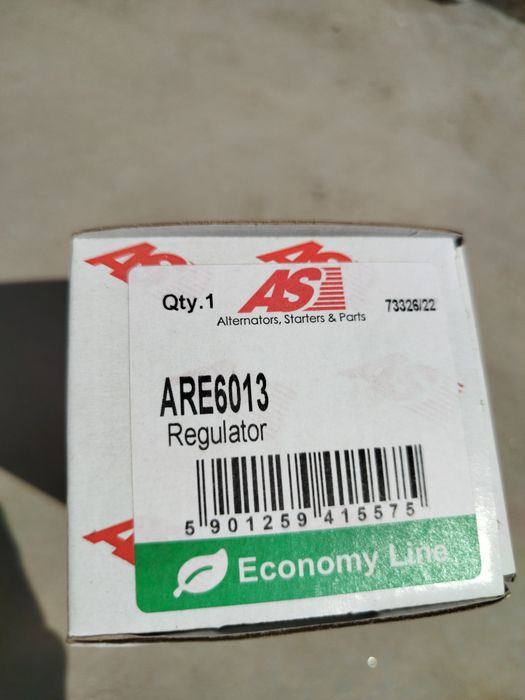 Qty.1
AS
73326/22
Alternators, Starters & Parts
ARE6013
Regulator
5 901259 415575
Economy Line